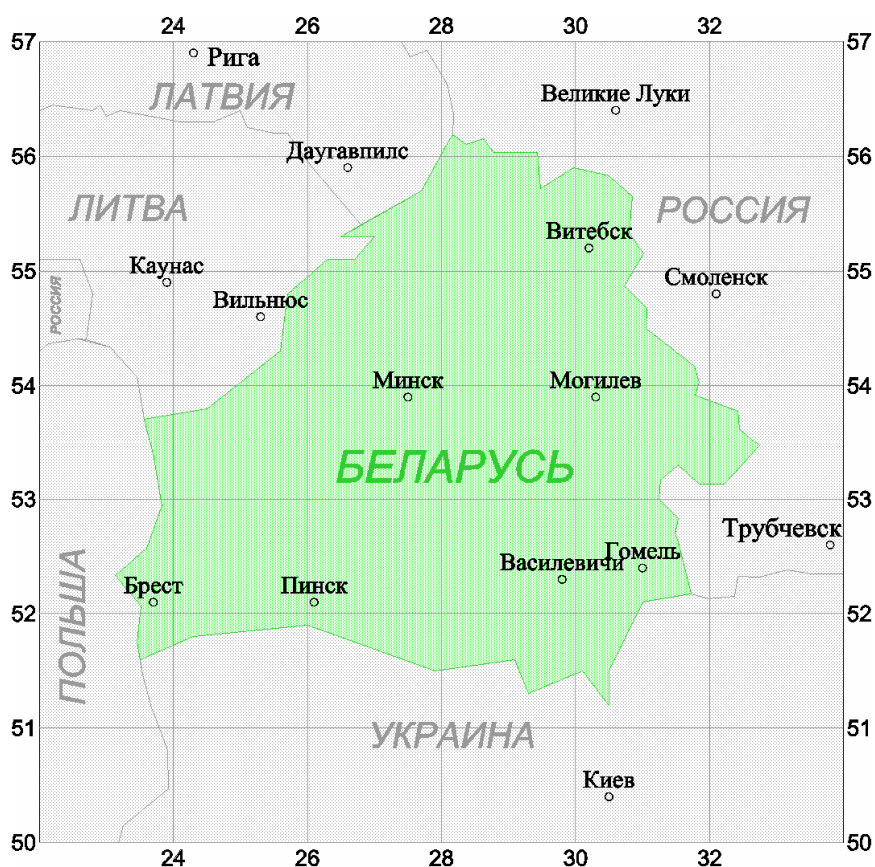 24 26 28 30 32
57 57
Рига
ЛАТВИЯ
Великие Луки
Даугавпилс
56 56
ЛИТВА
РОССИЯ
Витебск
Каунас
55 55
Смоленск
РОССИЯ
Вильнюс
54 54
Минск
Могилев
БЕЛАРУСЬ
53 53
Трубчевск
Гомель
Василевичи
Брест
Пинск
52 52
ПОЛЬША
51 51
УКРАИНА
Киев
50 50
24 26 28 30 32